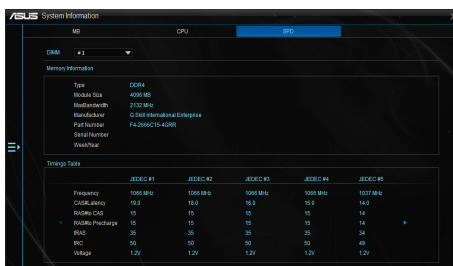 ASUS System Information
MB CPU SPD
DIMM #1
Memory Information
Type DDR4
Module Size 4096 MB
MaxBandwidth 2132 MHz
Manufacturer G.Skill International Enterprise
Part Number F4-2666C15-4GRR
Serial Number
Week/Year
Timings Table
JEDEC #1 JEDEC #2 JEDEC #3 JEDEC #4 JEDEC #5
Frequency 1066 MHz 1066 MHz 1066 MHz 1066 MHz 1037 MHz
CAS#Latency 19.0 18.0 16.0 15.0 14.0
RAS#to CAS 15 15 15 15 14
RAS#to Precharge 15 15 15 15 14
tRAS 35 35 35 35 34
tRC 50 50 50 50 49
Voltage 1.2V 1.2V 1.2V 1.2V 1.2V